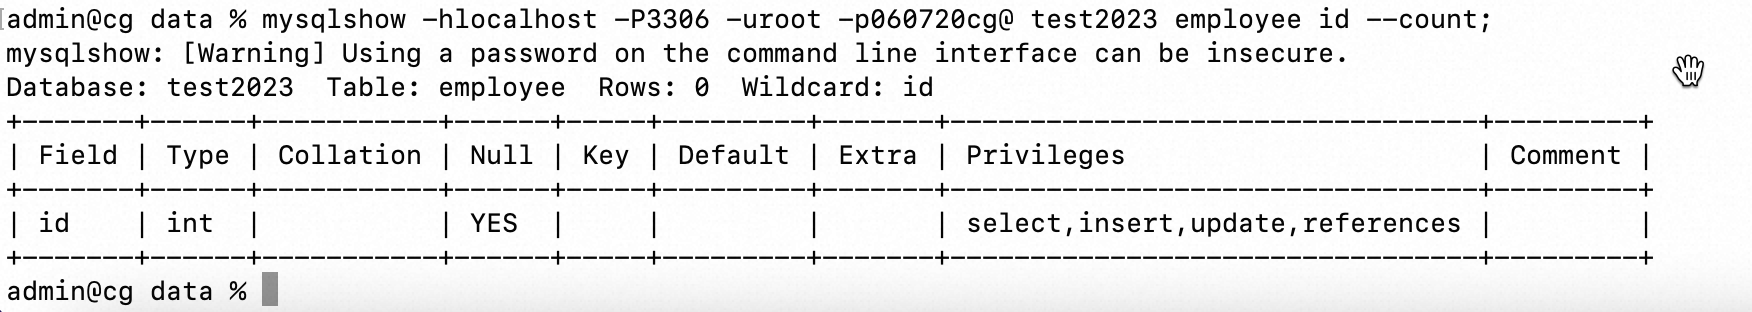 admin@cg data % mysqlshow -hlocalhost -P3306 -uroot -p060720cg@ test2023 employee id --count;
mysqlshow: [Warning] Using a password on the command line interface can be insecure.
Database: test2023  Table: employee  Rows: 0  Wildcard: id
+-------+------+-----------+------+-----+---------+-------+---------------------------------+---------+
| Field | Type | Collation | Null | Key | Default | Extra | Privileges                      | Comment |
+-------+------+-----------+------+-----+---------+-------+---------------------------------+---------+
| id    | int  |           | YES  |     |         |       | select,insert,update,references |         |
+-------+------+-----------+------+-----+---------+-------+---------------------------------+---------+
admin@cg data %